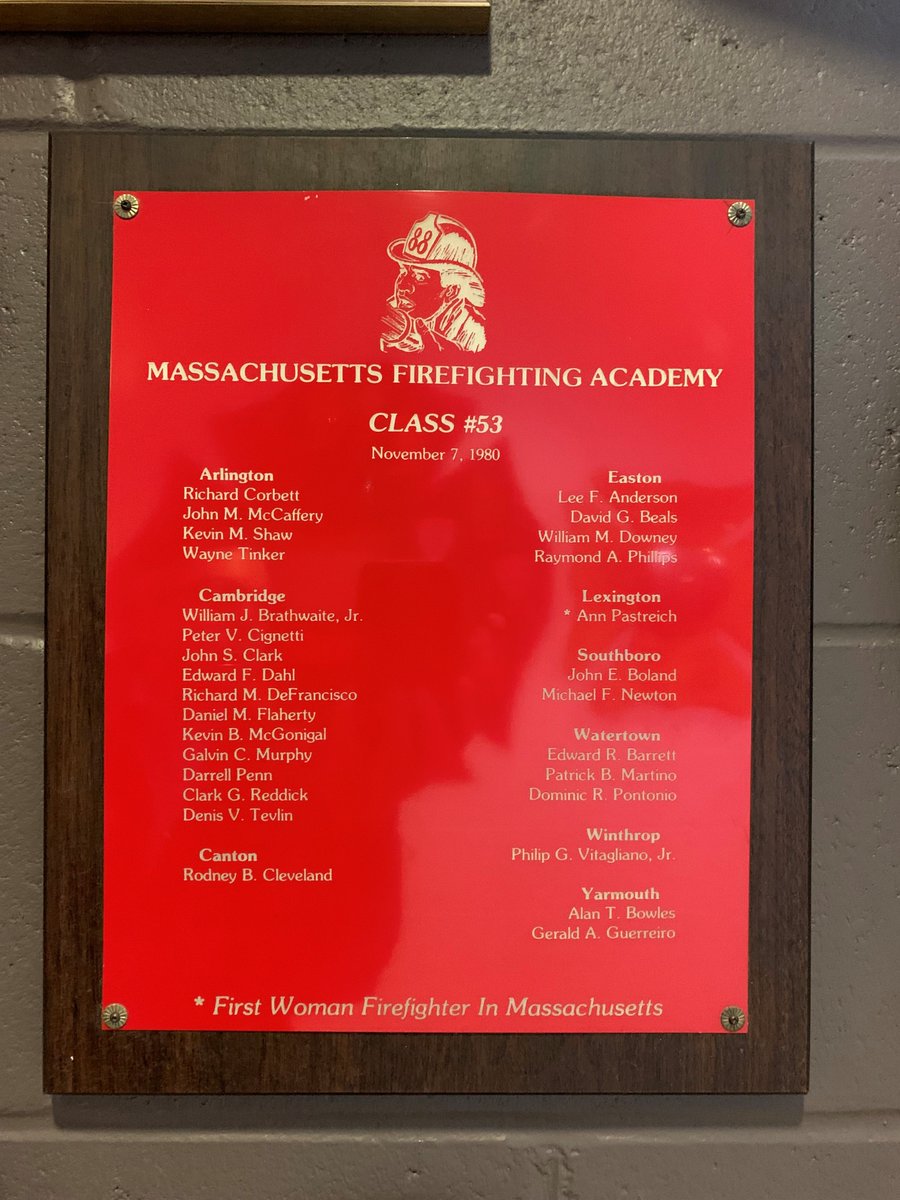 88
MASSACHUSETTS FIREFIGHTING ACADEMY
CLASS #53
November 7, 1980
Arlington
Richard Corbett
John M. McCaffery
Kevin M. Shaw
Wayne Tinker
Cambridge
William J. Brathwaite, Jr.
Peter V. Cignetti
John S. Clark
Edward F. Dahl
Richard M. DeFrancisco
Daniel M. Flaherty
Kevin B. McGonigal
Galvin C. Murphy
Darrell Penn
Clark G. Reddick
Denis V. Tevlin
Canton
Rodney B. Cleveland
Easton
Lee F. Anderson
David G. Beals
William M. Downey
Raymond A. Phillips
Lexington
* Ann Pastreich
Southboro
John E. Boland
Michael F. Newton
Watertown
Edward R. Barrett
Patrick B. Martino
Dominic R. Pontonio
Winthrop
Philip G. Vitagliano, Jr.
Yarmouth
Alan T. Bowles
Gerald A. Guerreiro
* First Woman Firefighter In Massachusetts